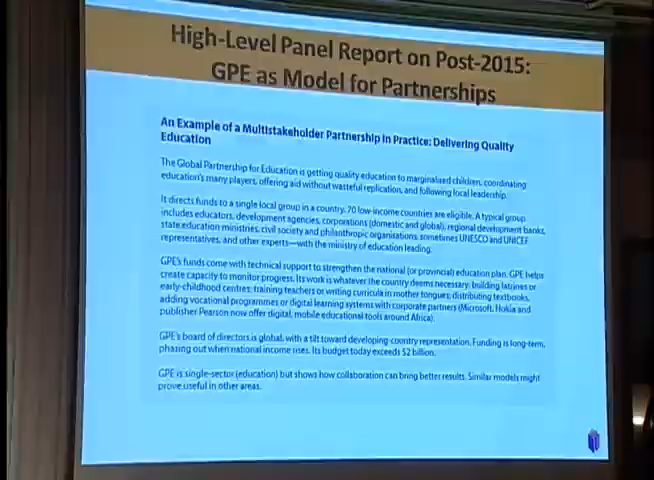 High-Level Panel Report on Post-2015:
GPE as Model for Partnerships
An Example of a Multistakeholder Partnership in Practice: Delivering Quality
Education
The Global Partnership for Education is getting quality education to marginalised children, coordinating
education's many players, offering aid without wasteful replication, and following local leadership.
It directs funds to a single local group in a country. 70 low-income countries are eligible. A typical group
includes educators, development agencies, corporations (domestic and global), regional development banks,
state education ministries, civil society and philanthropic organisations, sometimes UNESCO and UNICEF
representatives, and other experts—with the ministry of education leading.
GPE's funds come with technical support to strengthen the national (or provincial) education plan. GPE helps
create capacity to monitor progress. Its work is whatever the country deems necessary: building latrines or
early-childhood centres; training teachers or writing curricula in mother tongues; distributing textbooks,
adding vocational programmes or digital learning systems with corporate partners (Microsoft, Nokia and
publisher Pearson now offer digital, mobile educational tools around Africa).
GPE's board of directors is global, with a tilt toward developing-country representation. Funding is long-term,
phasing out when national income rises. Its budget today exceeds $2 billion.
GPE is single-sector (education) but shows how collaboration can bring better results. Similar models might
prove useful in other areas.